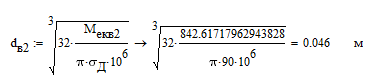 d_в2 := ∛(32·M_екв2/(π·σ_Д·10^6)) → ∛(32·842.61717962943828/(π·90·10^6)) = 0.046 м